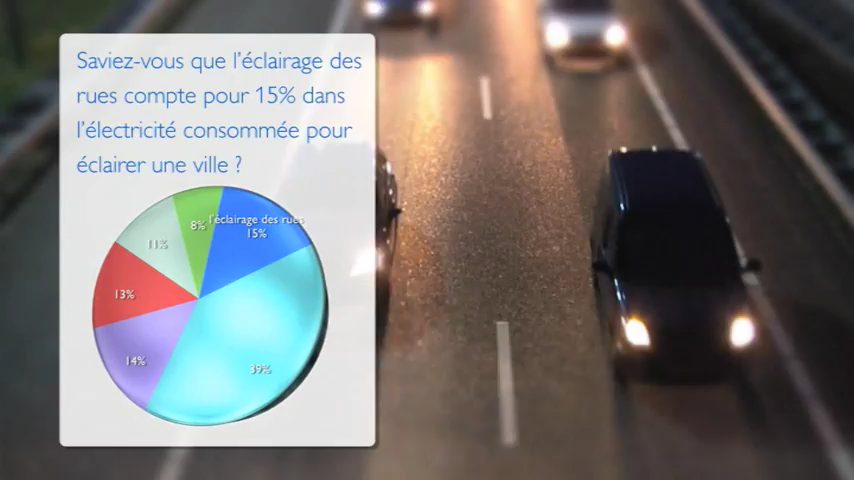 Saviez-vous que l'éclairage des
rues compte pour 15% dans
l'électricité consommée pour
éclairer une ville ?
l'éclairage des rues
15%
8%
11%
13%
14%
39%